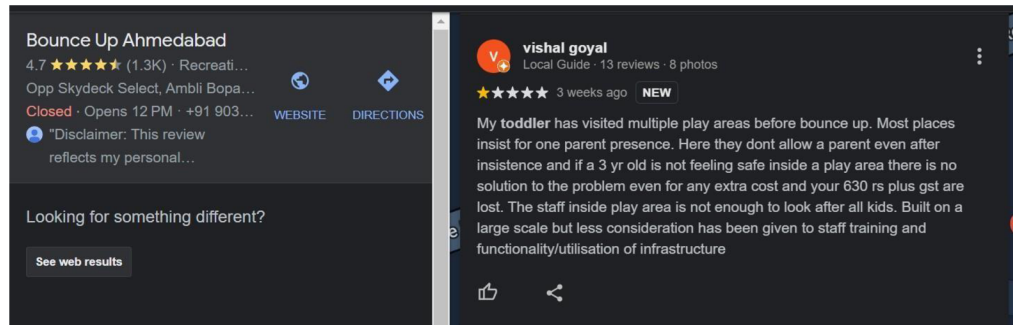 Bounce Up Ahmedabad
4.7 ★★★★★ (1.3K) · Recreati...
Opp Skydeck Select, Ambli Bopa...
Closed · Opens 12 PM · +91 903...
WEBSITE
DIRECTIONS
"Disclaimer: This review
reflects my personal...
Looking for something different?
See web results
V
vishal goyal
Local Guide · 13 reviews · 8 photos
★★★★★ 3 weeks ago NEW
My toddler has visited multiple play areas before bounce up. Most places
insist for one parent presence. Here they dont allow a parent even after
insistence and if a 3 yr old is not feeling safe inside a play area there is no
solution to the problem even for any extra cost and your 630 rs plus gst are
lost. The staff inside play area is not enough to look after all kids. Built on a
large scale but less consideration has been given to staff training and
functionality/utilisation of infrastructure